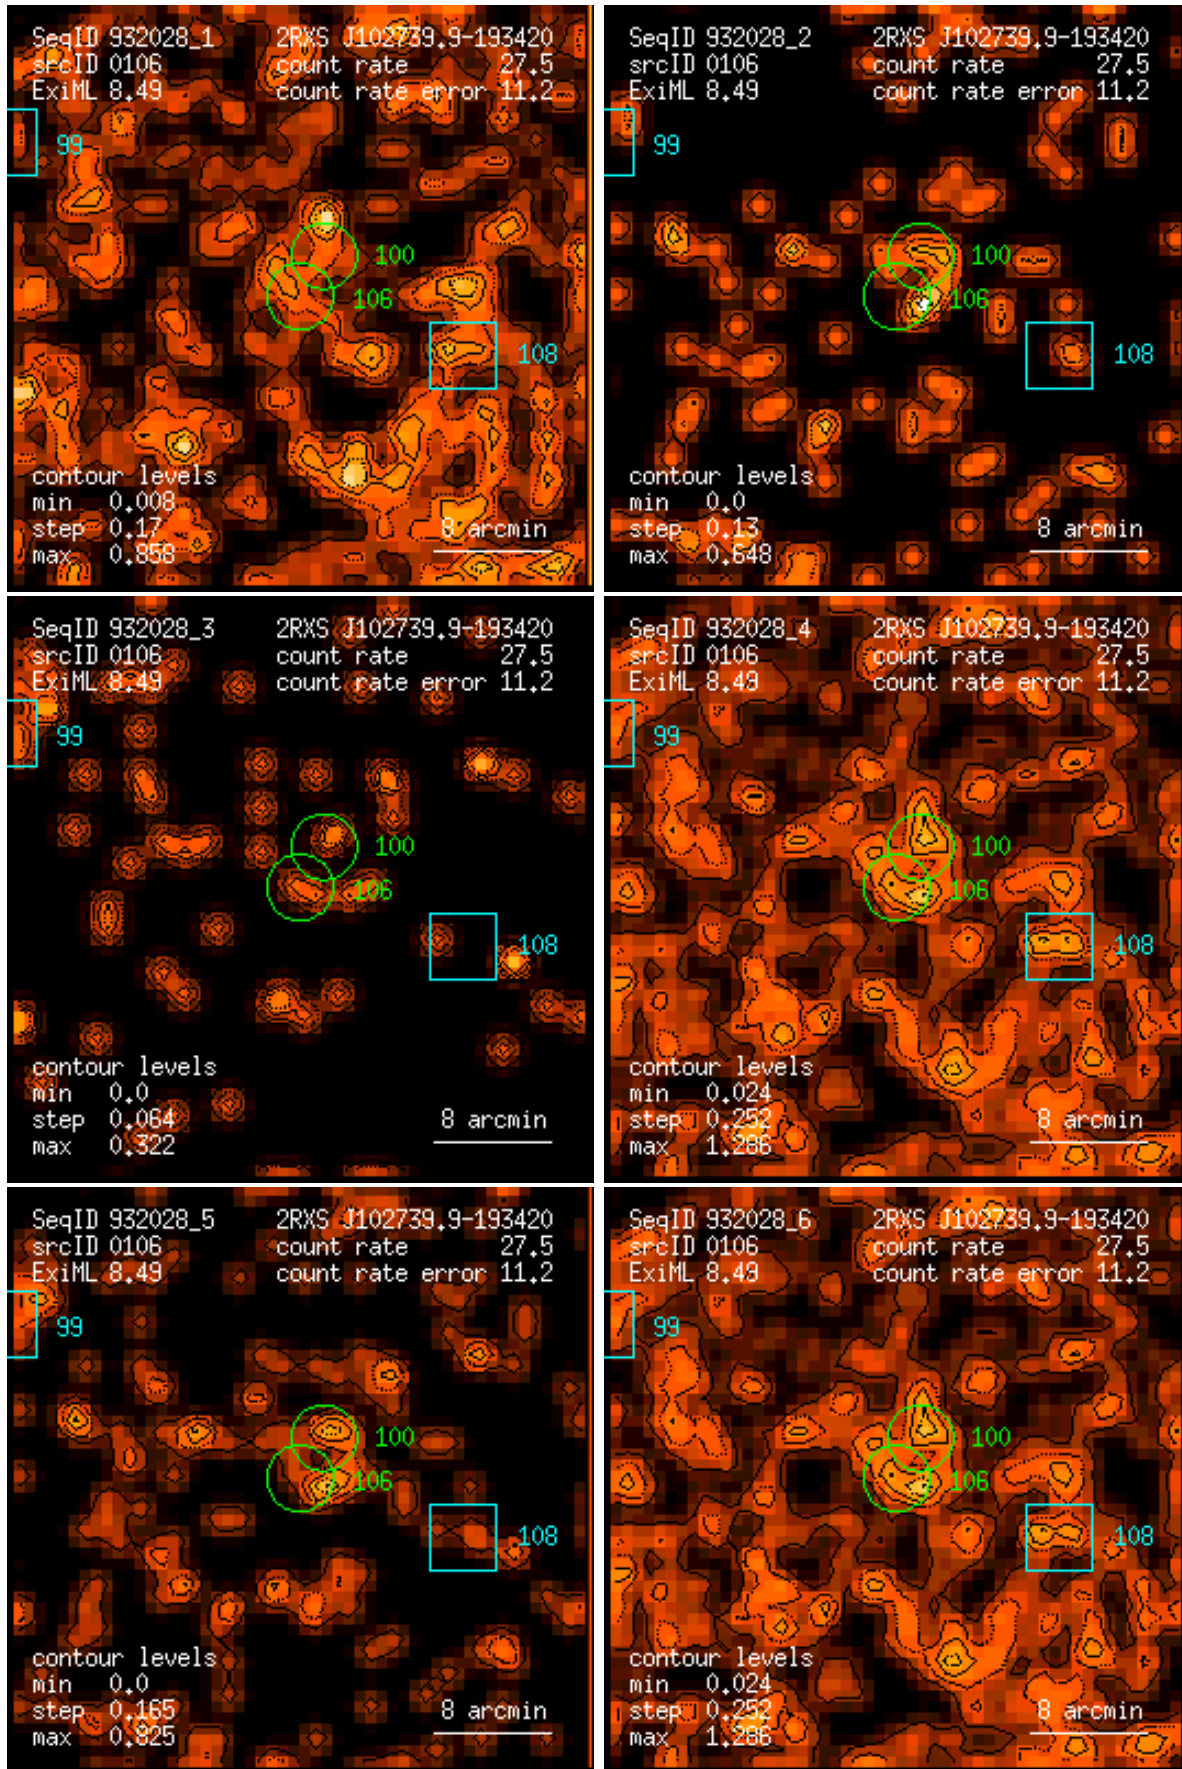 SeqID 932028_1 2RXS J102739.9-193420
srcID 0106 count rate 27.5
ExiML 8.49 count rate error 11.2
99
100
106
108
contour levels
min 0.008
step 0.17 8 arcmin
max 0.858
SeqID 932028_2 2RXS J102739.9-193420
srcID 0106 count rate 27.5
ExiML 8.49 count rate error 11.2
99
100
106
108
contour levels
min 0.0
step 0.13 8 arcmin
max 0.648
SeqID 932028_3 2RXS J102739.9-193420
srcID 0106 count rate 27.5
ExiML 8.49 count rate error 11.2
99
100
106
108
contour levels
min 0.0
step 0.064 8 arcmin
max 0.322
SeqID 932028_4 2RXS J102739.9-193420
srcID 0106 count rate 27.5
ExiML 8.49 count rate error 11.2
99
100
106
108
contour levels
min 0.024
step 0.252 8 arcmin
max 1.286
SeqID 932028_5 2RXS J102739.9-193420
srcID 0106 count rate 27.5
ExiML 8.49 count rate error 11.2
99
100
106
108
contour levels
min 0.0
step 0.165 8 arcmin
max 0.825
SeqID 932028_6 2RXS J102739.9-193420
srcID 0106 count rate 27.5
ExiML 8.49 count rate error 11.2
99
100
106
108
contour levels
min 0.024
step 0.252 8 arcmin
max 1.286